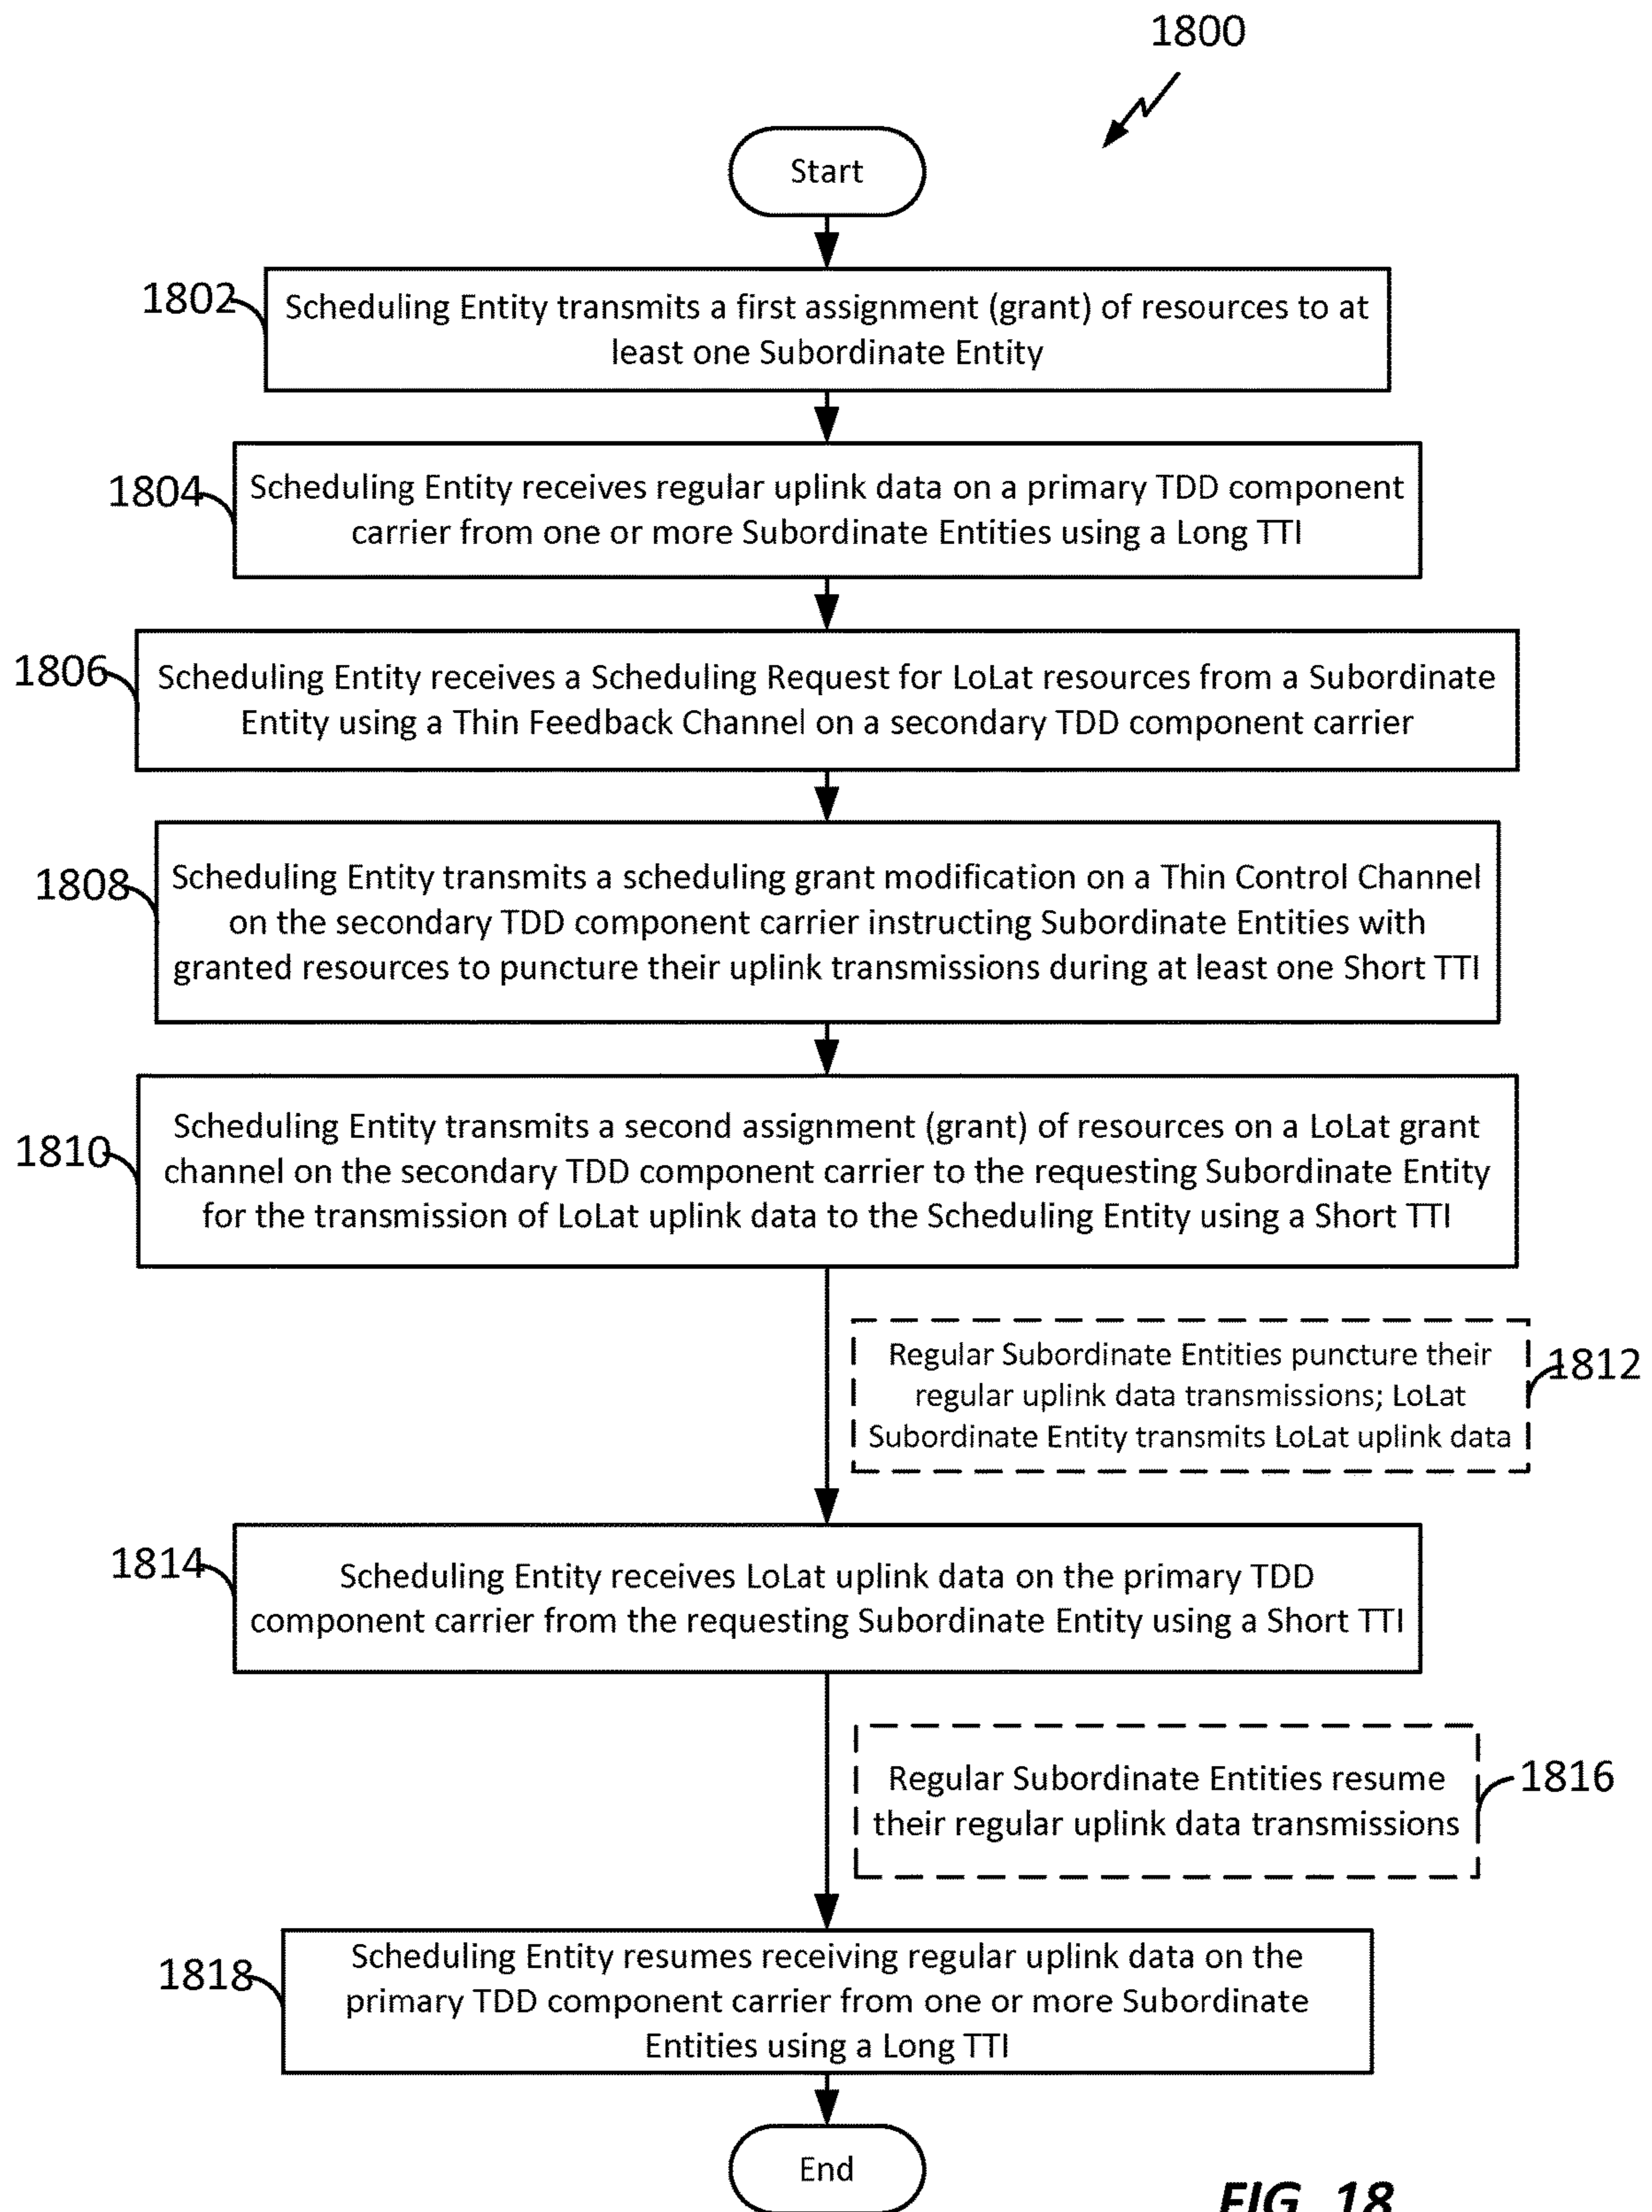 1800
Start
1802
Scheduling Entity transmits a first assignment (grant) of resources to at
least one Subordinate Entity
1804
Scheduling Entity receives regular uplink data on a primary TDD component
carrier from one or more Subordinate Entities using a Long TTI
1806
Scheduling Entity receives a Scheduling Request for LoLat resources from a Subordinate
Entity using a Thin Feedback Channel on a secondary TDD component carrier
1808
Scheduling Entity transmits a scheduling grant modification on a Thin Control Channel
on the secondary TDD component carrier instructing Subordinate Entities with
granted resources to puncture their uplink transmissions during at least one Short TTI
1810
Scheduling Entity transmits a second assignment (grant) of resources on a LoLat grant
channel on the secondary TDD component carrier to the requesting Subordinate Entity
for the transmission of LoLat uplink data to the Scheduling Entity using a Short TTI
Regular Subordinate Entities puncture their
regular uplink data transmissions; LoLat
Subordinate Entity transmits LoLat uplink data
1812
1814
Scheduling Entity receives LoLat uplink data on the primary TDD
component carrier from the requesting Subordinate Entity using a Short TTI
Regular Subordinate Entities resume
their regular uplink data transmissions
1816
1818
Scheduling Entity resumes receiving regular uplink data on the
primary TDD component carrier from one or more Subordinate
Entities using a Long TTI
End
FIG. 18